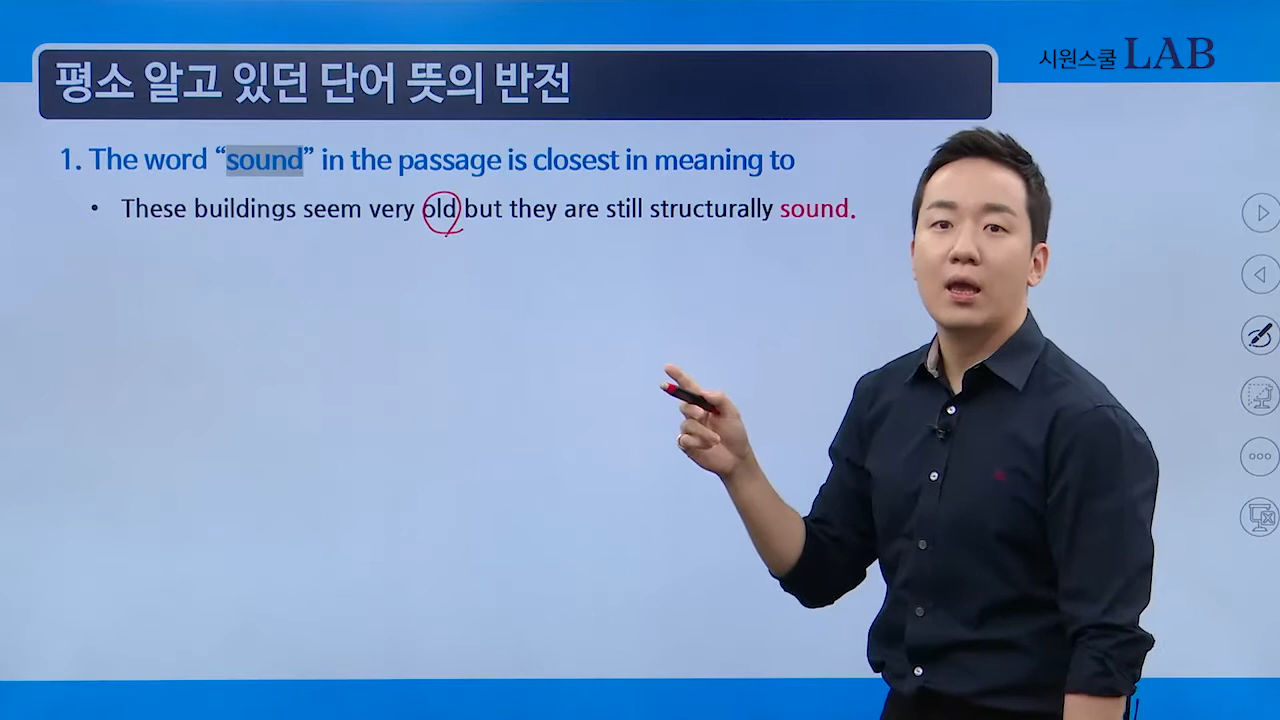 시원스쿨 LAB
평소 알고 있던 단어 뜻의 반전
1. The word “sound” in the passage is closest in meaning to
• These buildings seem very old but they are still structurally sound.